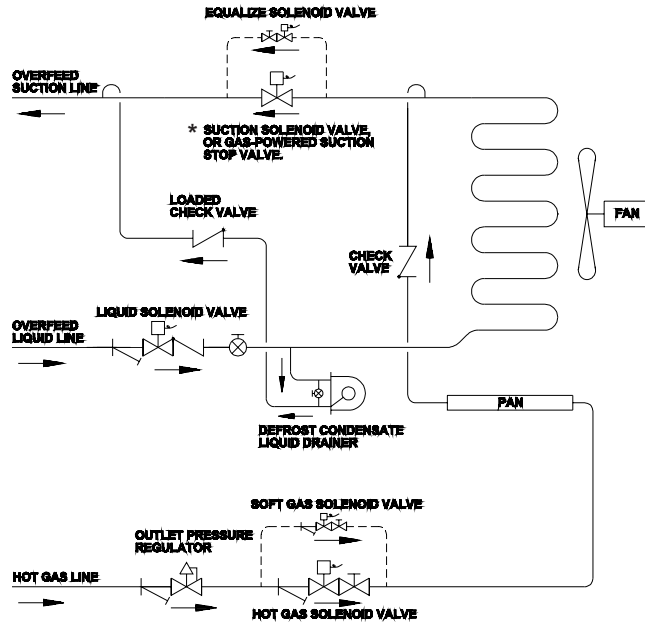 EQUALIZE SOLENOID VALVE
OVERFEED
SUCTION LINE
* SUCTION SOLENOID VALVE,
OR GAS-POWERED SUCTION
STOP VALVE.
LOADED
CHECK VALVE
FAN
CHECK
VALVE
LIQUID SOLENOID VALVE
OVERFEED
LIQUID LINE
PAN
DEFROST CONDENSATE
LIQUID DRAINER
SOFT GAS SOLENOID VALVE
OUTLET PRESSURE
REGULATOR
HOT GAS LINE
HOT GAS SOLENOID VALVE